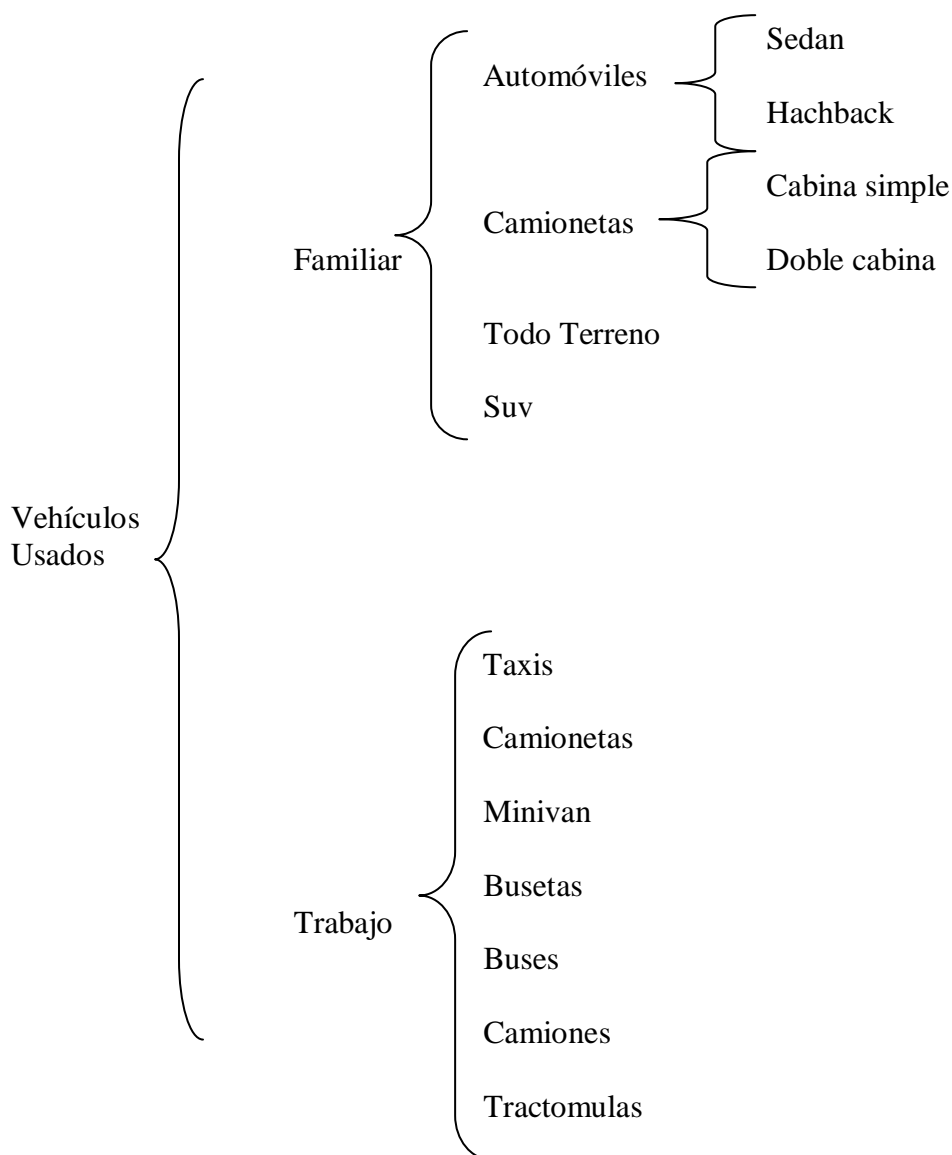 Vehículos
Usados
Familiar
Automóviles
Sedan
Hachback
Camionetas
Cabina simple
Doble cabina
Todo Terreno
Suv
Trabajo
Taxis
Camionetas
Minivan
Busetas
Buses
Camiones
Tractomulas